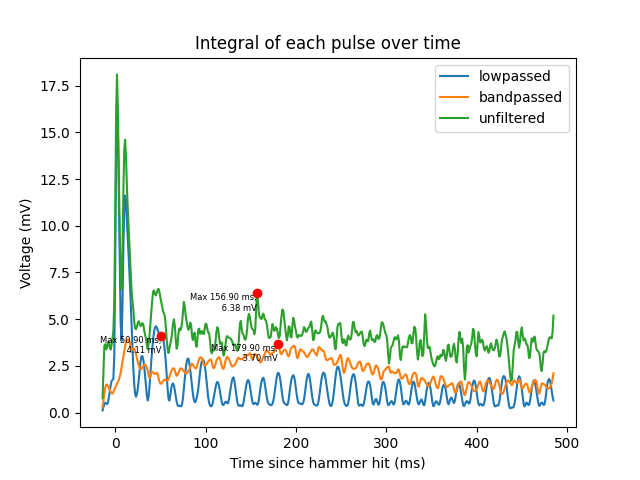 Integral of each pulse over time
lowpassed
bandpassed
unfiltered
17.5
15.0
12.5
10.0
7.5
5.0
2.5
0.0
Voltage (mV)
Max 156.90 ms,
6.38 mV
Max 50.90 ms,
4.11 mV
Max 179.90 ms,
3.70 mV
0
100
200
300
400
500
Time since hammer hit (ms)